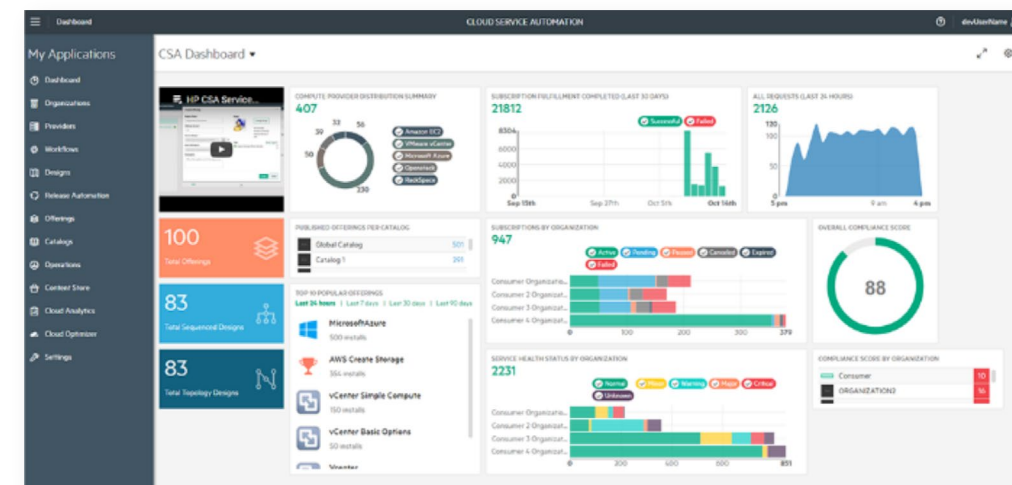 Dashboard
CLOUD SERVICE AUTOMATION
devUserName
My Applications
Dashboard
Organizations
Providers
Workflows
Designs
Release Automation
Offerings
Catalogs
Operations
Content Store
Cloud Analytics
Cloud Optimizer
Settings
CSA Dashboard
HP CSA Service...
100
Total Offerings
83
Total Sequenced Designs
83
Total Topology Designs
COMPUTE PROVIDER DISTRIBUTION SUMMARY
407
39
33
56
50
230
Amazon EC2
VMware vCenter
Microsoft Azure
Openstack
RackSpace
PUBLISHED OFFERINGS PER CATALOG
Global Catalog 501
Catalog 1 391
TOP 10 POPULAR OFFERINGS
Last 24 hours | Last 7 days | Last 30 days | Last 90 days
MicrosoftAzure
500 installs
AWS Create Storage
364 installs
vCenter Simple Compute
150 installs
vCenter Basic Options
50 installs
Vcenter
SUBSCRIPTION FULFILLMENT COMPLETED (LAST 30 DAYS)
21812
Successful Failed
8304
6000
4000
2000
0
Sep 15th Sep 27th Oct 5th Oct 14th
ALL REQUESTS (LAST 24 HOURS)
2126
130
100
50
0
5 pm 9 am 4 pm
SUBSCRIPTIONS BY ORGANIZATION
947
Active Pending Paused Canceled Expired
Failed
Consumer Organizat...
Consumer 2 Organizat...
Consumer 3 Organizat...
Consumer 4 Organizat...
0 100 200 300 379
OVERALL COMPLIANCE SCORE
88
SERVICE HEALTH STATUS BY ORGANIZATION
2231
Normal Minor Warning Major Critical
Unknown
Consumer Organizatio...
Consumer 2 Organizat...
Consumer 3 Organizat...
Consumer 4 Organizat...
0 200 400 600 851
COMPLIANCE SCORE BY ORGANIZATION
Consumer 10
ORGANIZATION2 16